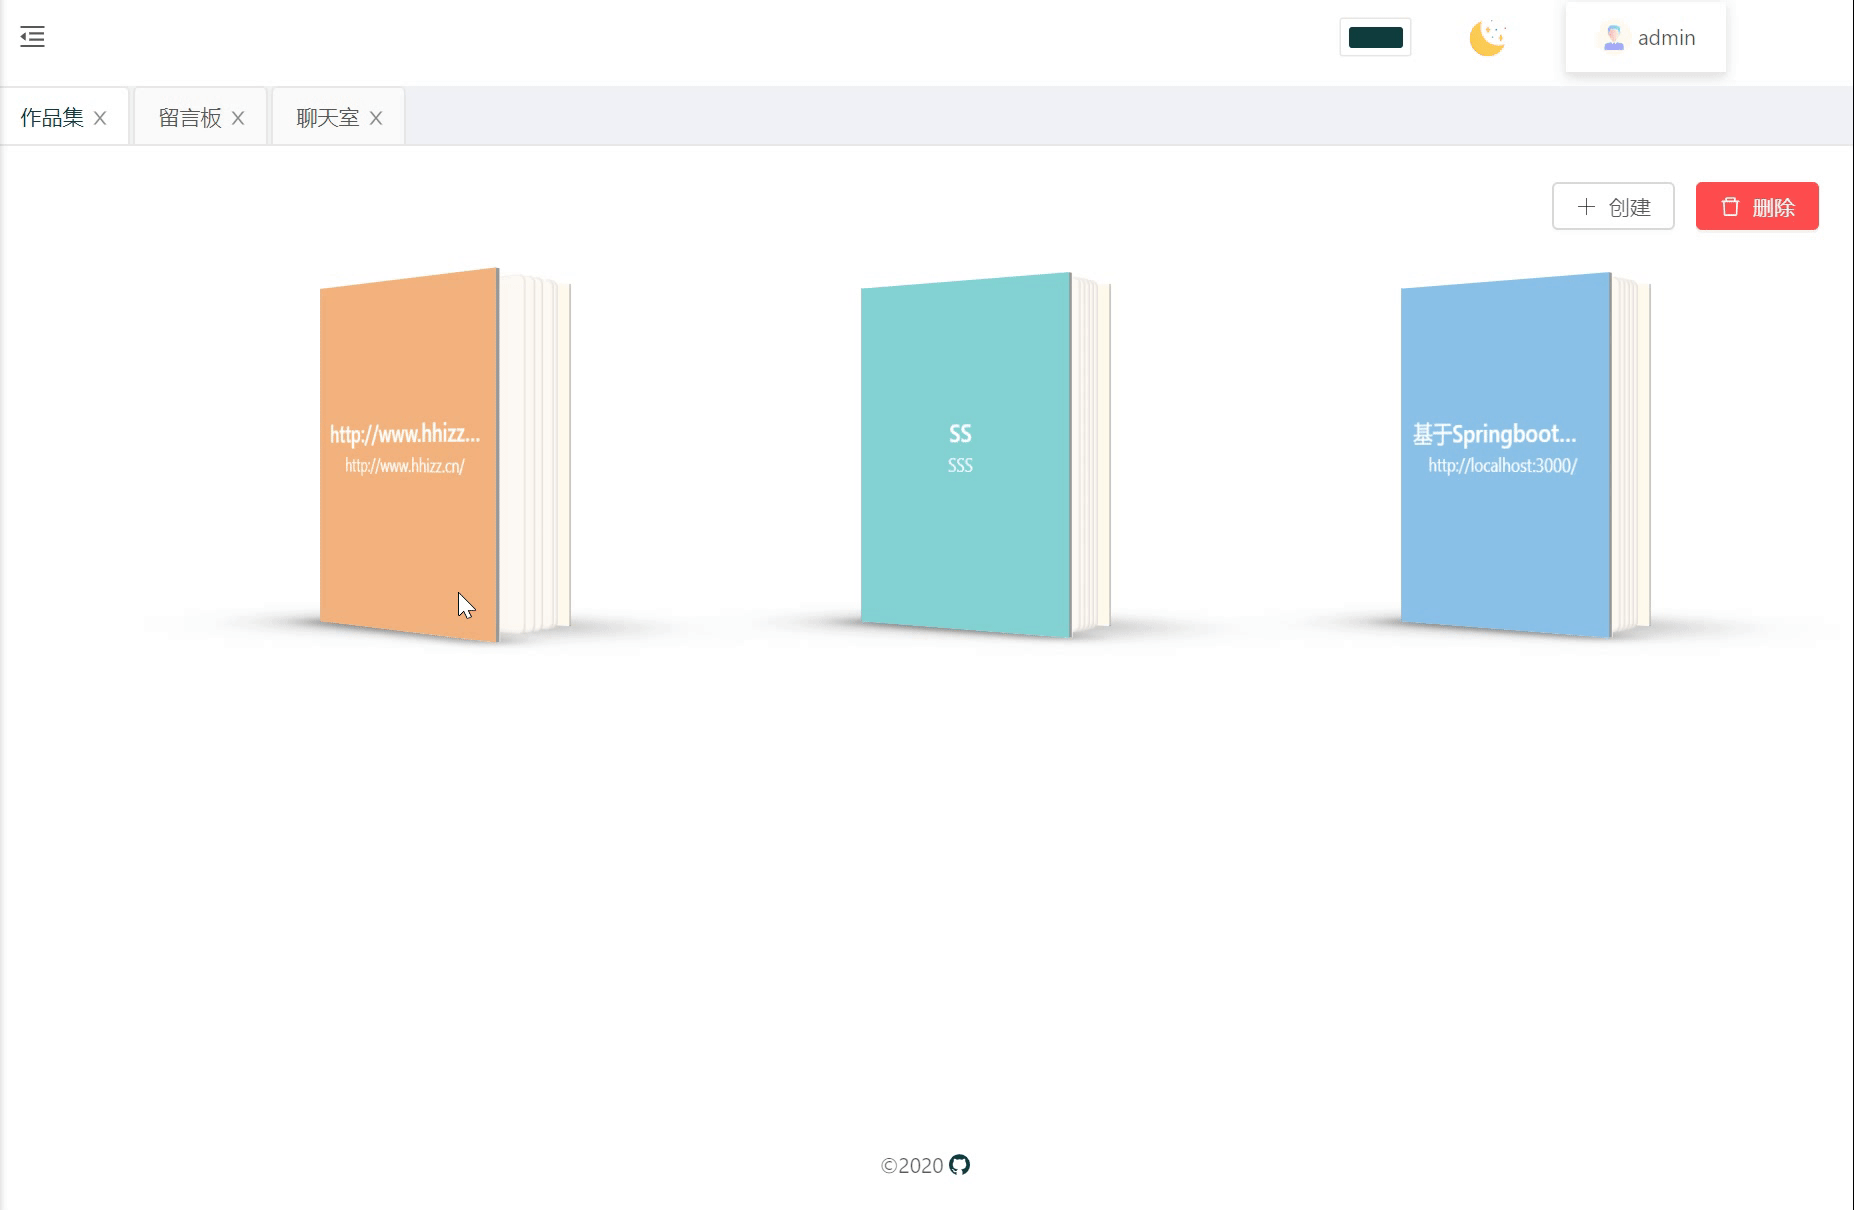 admin
作品集 X
留言板 X
聊天室 X
+ 创建
删除
http://www.hhizz...
http://www.hhizz.cn/
SS
SSS
基于Springboot...
http://localhost:3000/
©2020